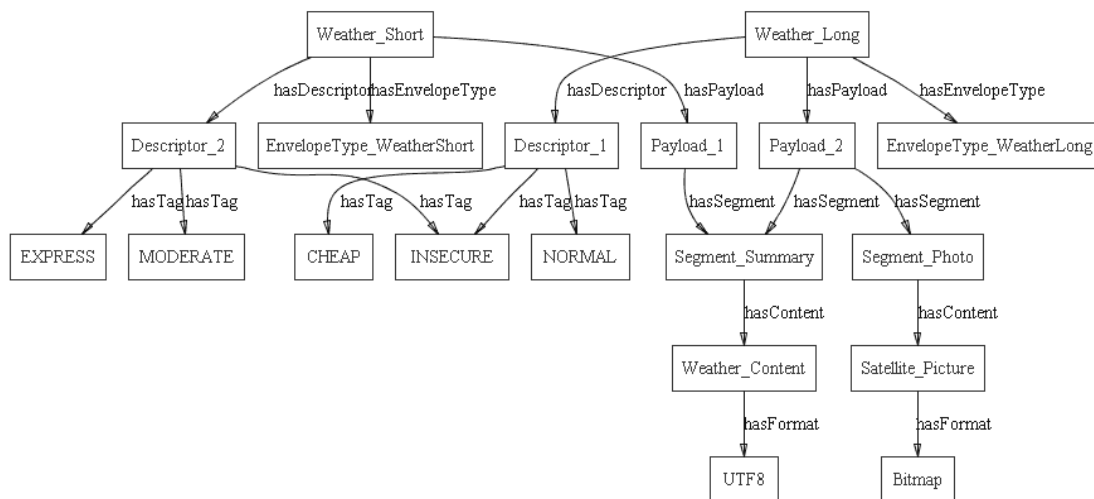 Weather_Short Weather_Long
hasDescriptor hasEnvelopeType hasDescriptor hasPayload hasPayload hasEnvelopeType
Descriptor_2 EnvelopeType_WeatherShort Descriptor_1 Payload_1 Payload_2 EnvelopeType_WeatherLong
hasTag hasTag hasTag hasTag hasTag hasTag hasSegment hasSegment hasSegment
EXPRESS MODERATE CHEAP INSECURE NORMAL Segment_Summary Segment_Photo
hasContent hasContent
Weather_Content Satellite_Picture
hasFormat hasFormat
UTF8 Bitmap